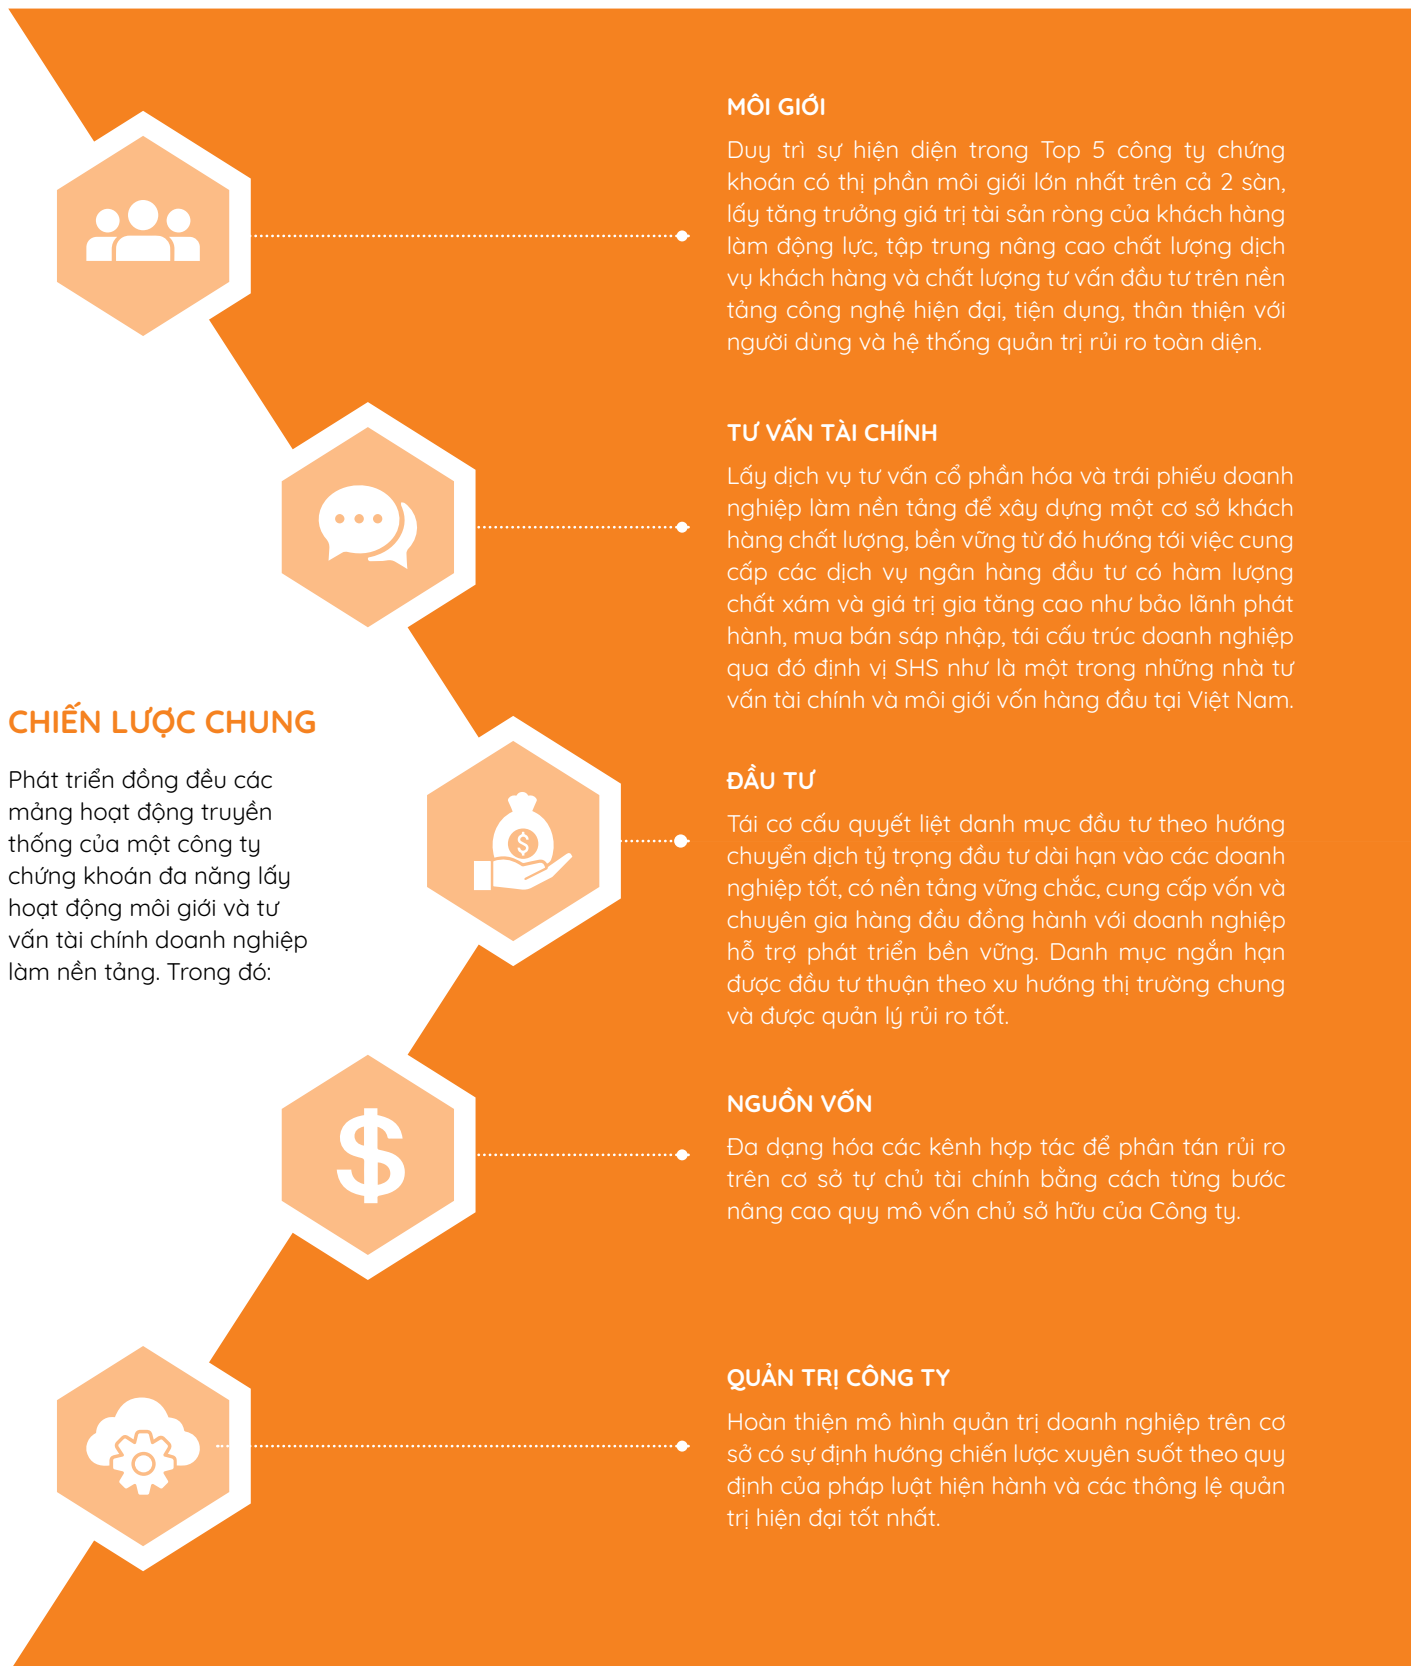 CHIẾN LƯỢC CHUNG
Phát triển đồng đều các
mảng hoạt động truyền
thống của một công ty
chứng khoán đa năng lấy
hoạt động môi giới và tư
vấn tài chính doanh nghiệp
làm nền tảng. Trong đó:
MÔI GIỚI
Duy trì sự hiện diện trong Top 5 công ty chứng
khoán có thị phần môi giới lớn nhất trên cả 2 sàn,
lấy tăng trưởng giá trị tài sản ròng của khách hàng
làm động lực, tập trung nâng cao chất lượng dịch
vụ khách hàng và chất lượng tư vấn đầu tư trên nền
tảng công nghệ hiện đại, tiện dụng, thân thiện với
người dùng và hệ thống quản trị rủi ro toàn diện.
TƯ VẤN TÀI CHÍNH
Lấy dịch vụ tư vấn cổ phần hóa và trái phiếu doanh
nghiệp làm nền tảng để xây dựng một cơ sở khách
hàng chất lượng, bền vững từ đó hướng tới việc cung
cấp các dịch vụ ngân hàng đầu tư có hàm lượng
chất xám và giá trị gia tăng cao như bảo lãnh phát
hành, mua bán sáp nhập, tái cấu trúc doanh nghiệp
qua đó định vị SHS như là một trong những nhà tư
vấn tài chính và môi giới vốn hàng đầu tại Việt Nam.
ĐẦU TƯ
Tái cơ cấu quyết liệt danh mục đầu tư theo hướng
chuyển dịch tỷ trọng đầu tư dài hạn vào các doanh
nghiệp tốt, có nền tảng vững chắc, cung cấp vốn và
chuyên gia hàng đầu đồng hành với doanh nghiệp
hỗ trợ phát triển bền vững. Danh mục ngắn hạn
được đầu tư thuận theo xu hướng thị trường chung
và được quản lý rủi ro tốt.
NGUỒN VỐN
Đa dạng hóa các kênh hợp tác để phân tán rủi ro
trên cơ sở tự chủ tài chính bằng cách từng bước
nâng cao quy mô vốn chủ sở hữu của Công ty.
QUẢN TRỊ CÔNG TY
Hoàn thiện mô hình quản trị doanh nghiệp trên cơ
sở có sự định hướng chiến lược xuyên suốt theo quy
định của pháp luật hiện hành và các thông lệ quản
trị hiện đại tốt nhất.